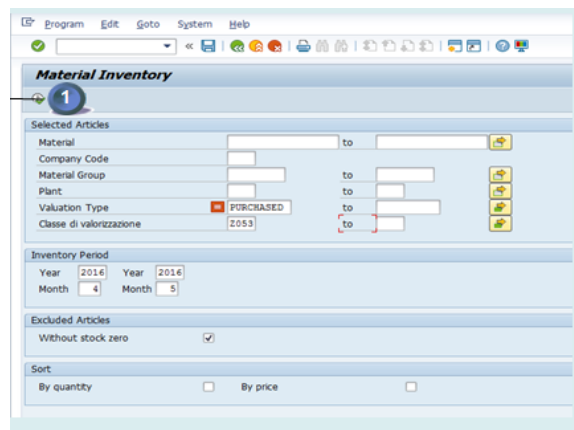 Program Edit Goto System Help
Material Inventory
1
Selected Articles
Material to
Company Code
Material Group to
Plant to
Valuation Type = PURCHASED to
Classe di valorizzazione Z053 to
Inventory Period
Year 2016 Year 2016
Month 4 Month 5
Excluded Articles
Without stock zero
Sort
By quantity By price